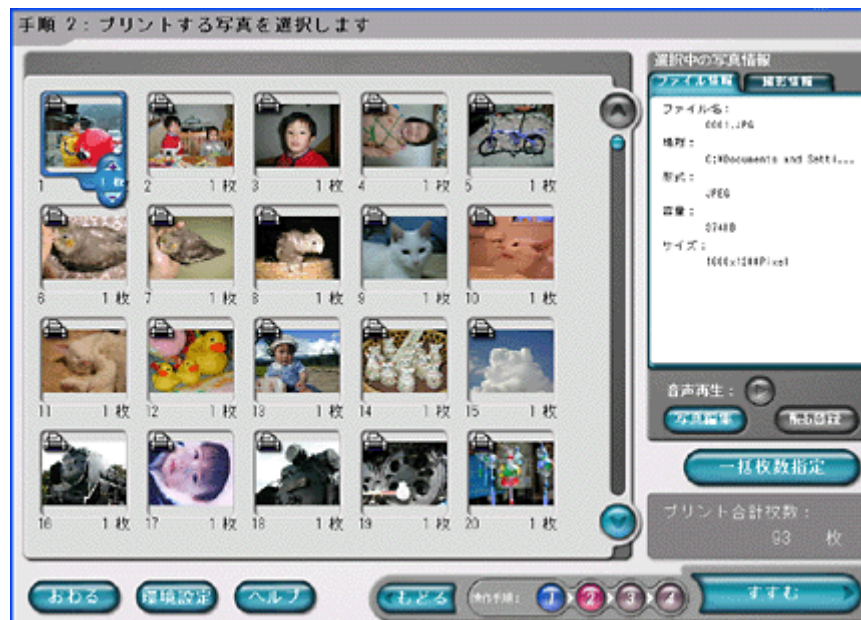 手順 2：プリントする写真を選択します
選択中の写真情報
ファイル情報
撮影情報
ファイル名：
0001.JPG
場所：
C:¥Documents and Setti...
形式：
JPEG
容量：
サイズ：
音声再生：
写真編集
一括枚数指定
プリント合計枚数：
93 枚
1 1 枚
2 1 枚
3 1 枚
4 1 枚
5 1 枚
6 1 枚
7 1 枚
8 1 枚
9 1 枚
10 1 枚
11 1 枚
12 1 枚
13 1 枚
14 1 枚
15 1 枚
16 1 枚
17 1 枚
18 1 枚
19 1 枚
20 1 枚
おわる
環境設定
ヘルプ
もどる
操作手順：
1 2 3 4
すすむ